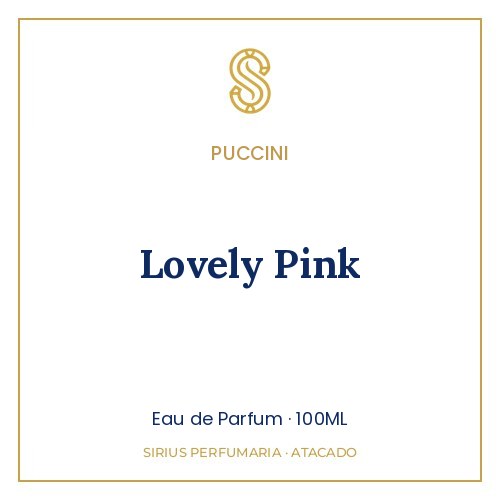 PUCCINI
Lovely Pink
Eau de Parfum · 100ML
SIRIUS PERFUMARIA · ATACADO